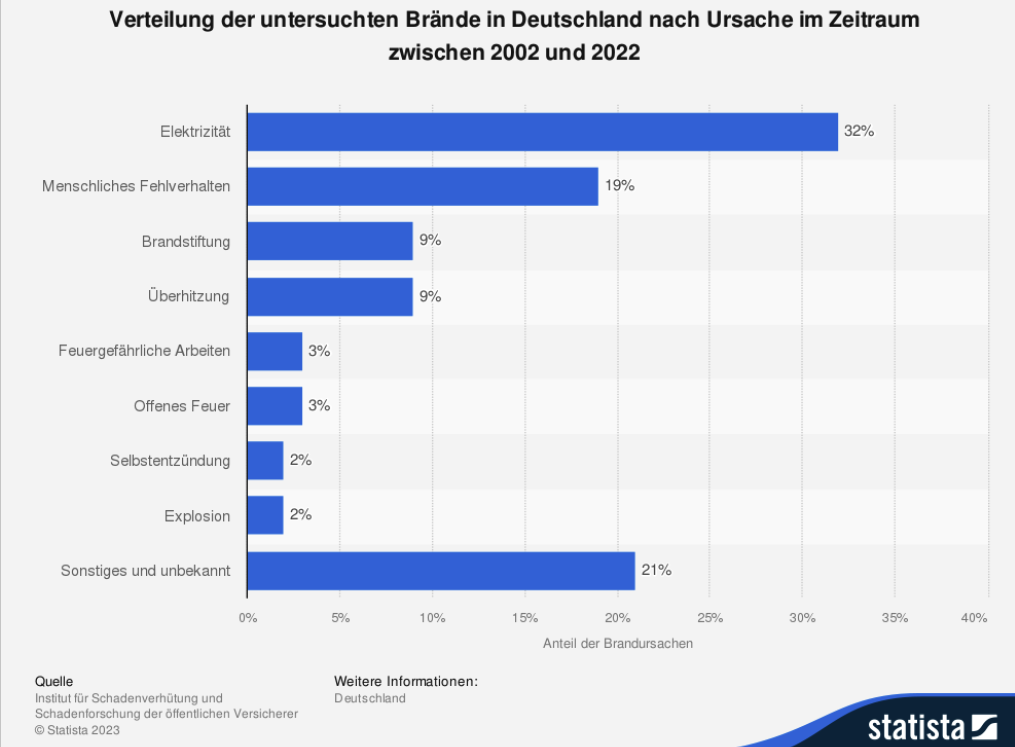 Verteilung der untersuchten Brände in Deutschland nach Ursache im Zeitraum
zwischen 2002 und 2022
Elektrizität
32%
Menschliches Fehlverhalten
19%
Brandstiftung
9%
Überhitzung
9%
Feuergefährliche Arbeiten
3%
Offenes Feuer
3%
Selbstentzündung
2%
Explosion
2%
Sonstiges und unbekannt
21%
0% 5% 10% 15% 20% 25% 30% 35% 40%
Anteil der Brandursachen
Quelle
Institut für Schadenverhütung und
Schadenforschung der öffentlichen Versicherer
© Statista 2023
Weitere Informationen:
Deutschland
statista